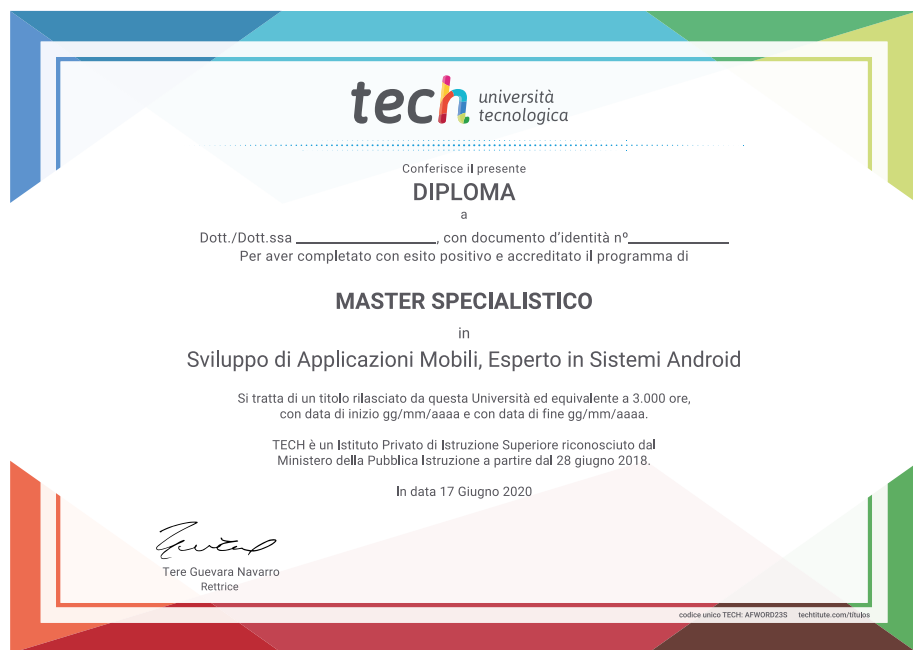 tech università
tecnologica
Conferisce il presente
DIPLOMA
a
Dott./Dott.ssa ________________, con documento d'identità nº____________
Per aver completato con esito positivo e accreditato il programma di
MASTER SPECIALISTICO
in
Sviluppo di Applicazioni Mobili, Esperto in Sistemi Android
Si tratta di un titolo rilasciato da questa Università ed equivalente a 3.000 ore,
con data di inizio gg/mm/aaaa e con data di fine gg/mm/aaaa.
TECH è un Istituto Privato di Istruzione Superiore riconosciuto dal
Ministero della Pubblica Istruzione a partire dal 28 giugno 2018.
In data 17 Giugno 2020
Tere Guevara Navarro
Rettrice
codice unico TECH: AFWORD23S techtitute.com/titulos